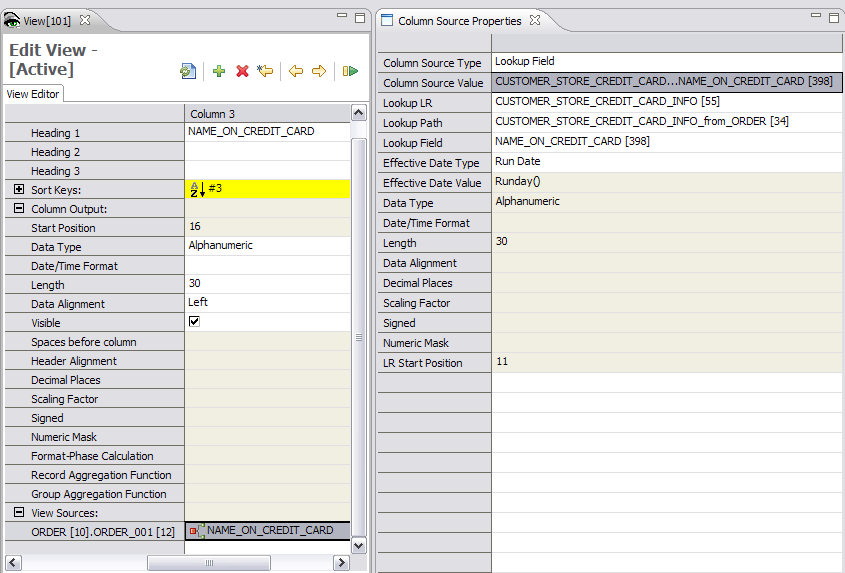 View[101]
Edit View -
[Active]
View Editor
Column 3
Heading 1 NAME_ON_CREDIT_CARD
Heading 2
Heading 3
Sort Keys: #3
Column Output:
Start Position 16
Data Type Alphanumeric
Date/Time Format
Length 30
Data Alignment Left
Visible
Spaces before column
Header Alignment
Decimal Places
Scaling Factor
Signed
Numeric Mask
Format-Phase Calculation
Record Aggregation Function
Group Aggregation Function
View Sources:
ORDER [10].ORDER_001 [12] NAME_ON_CREDIT_CARD
Column Source Properties
Column Source Type Lookup Field
Column Source Value CUSTOMER_STORE_CREDIT_CARD...NAME_ON_CREDIT_CARD [398]
Lookup LR CUSTOMER_STORE_CREDIT_CARD_INFO [55]
Lookup Path CUSTOMER_STORE_CREDIT_CARD_INFO_from_ORDER [34]
Lookup Field NAME_ON_CREDIT_CARD [398]
Effective Date Type Run Date
Effective Date Value Runday()
Data Type Alphanumeric
Date/Time Format
Length 30
Data Alignment
Decimal Places
Scaling Factor
Signed
Numeric Mask
LR Start Position 11